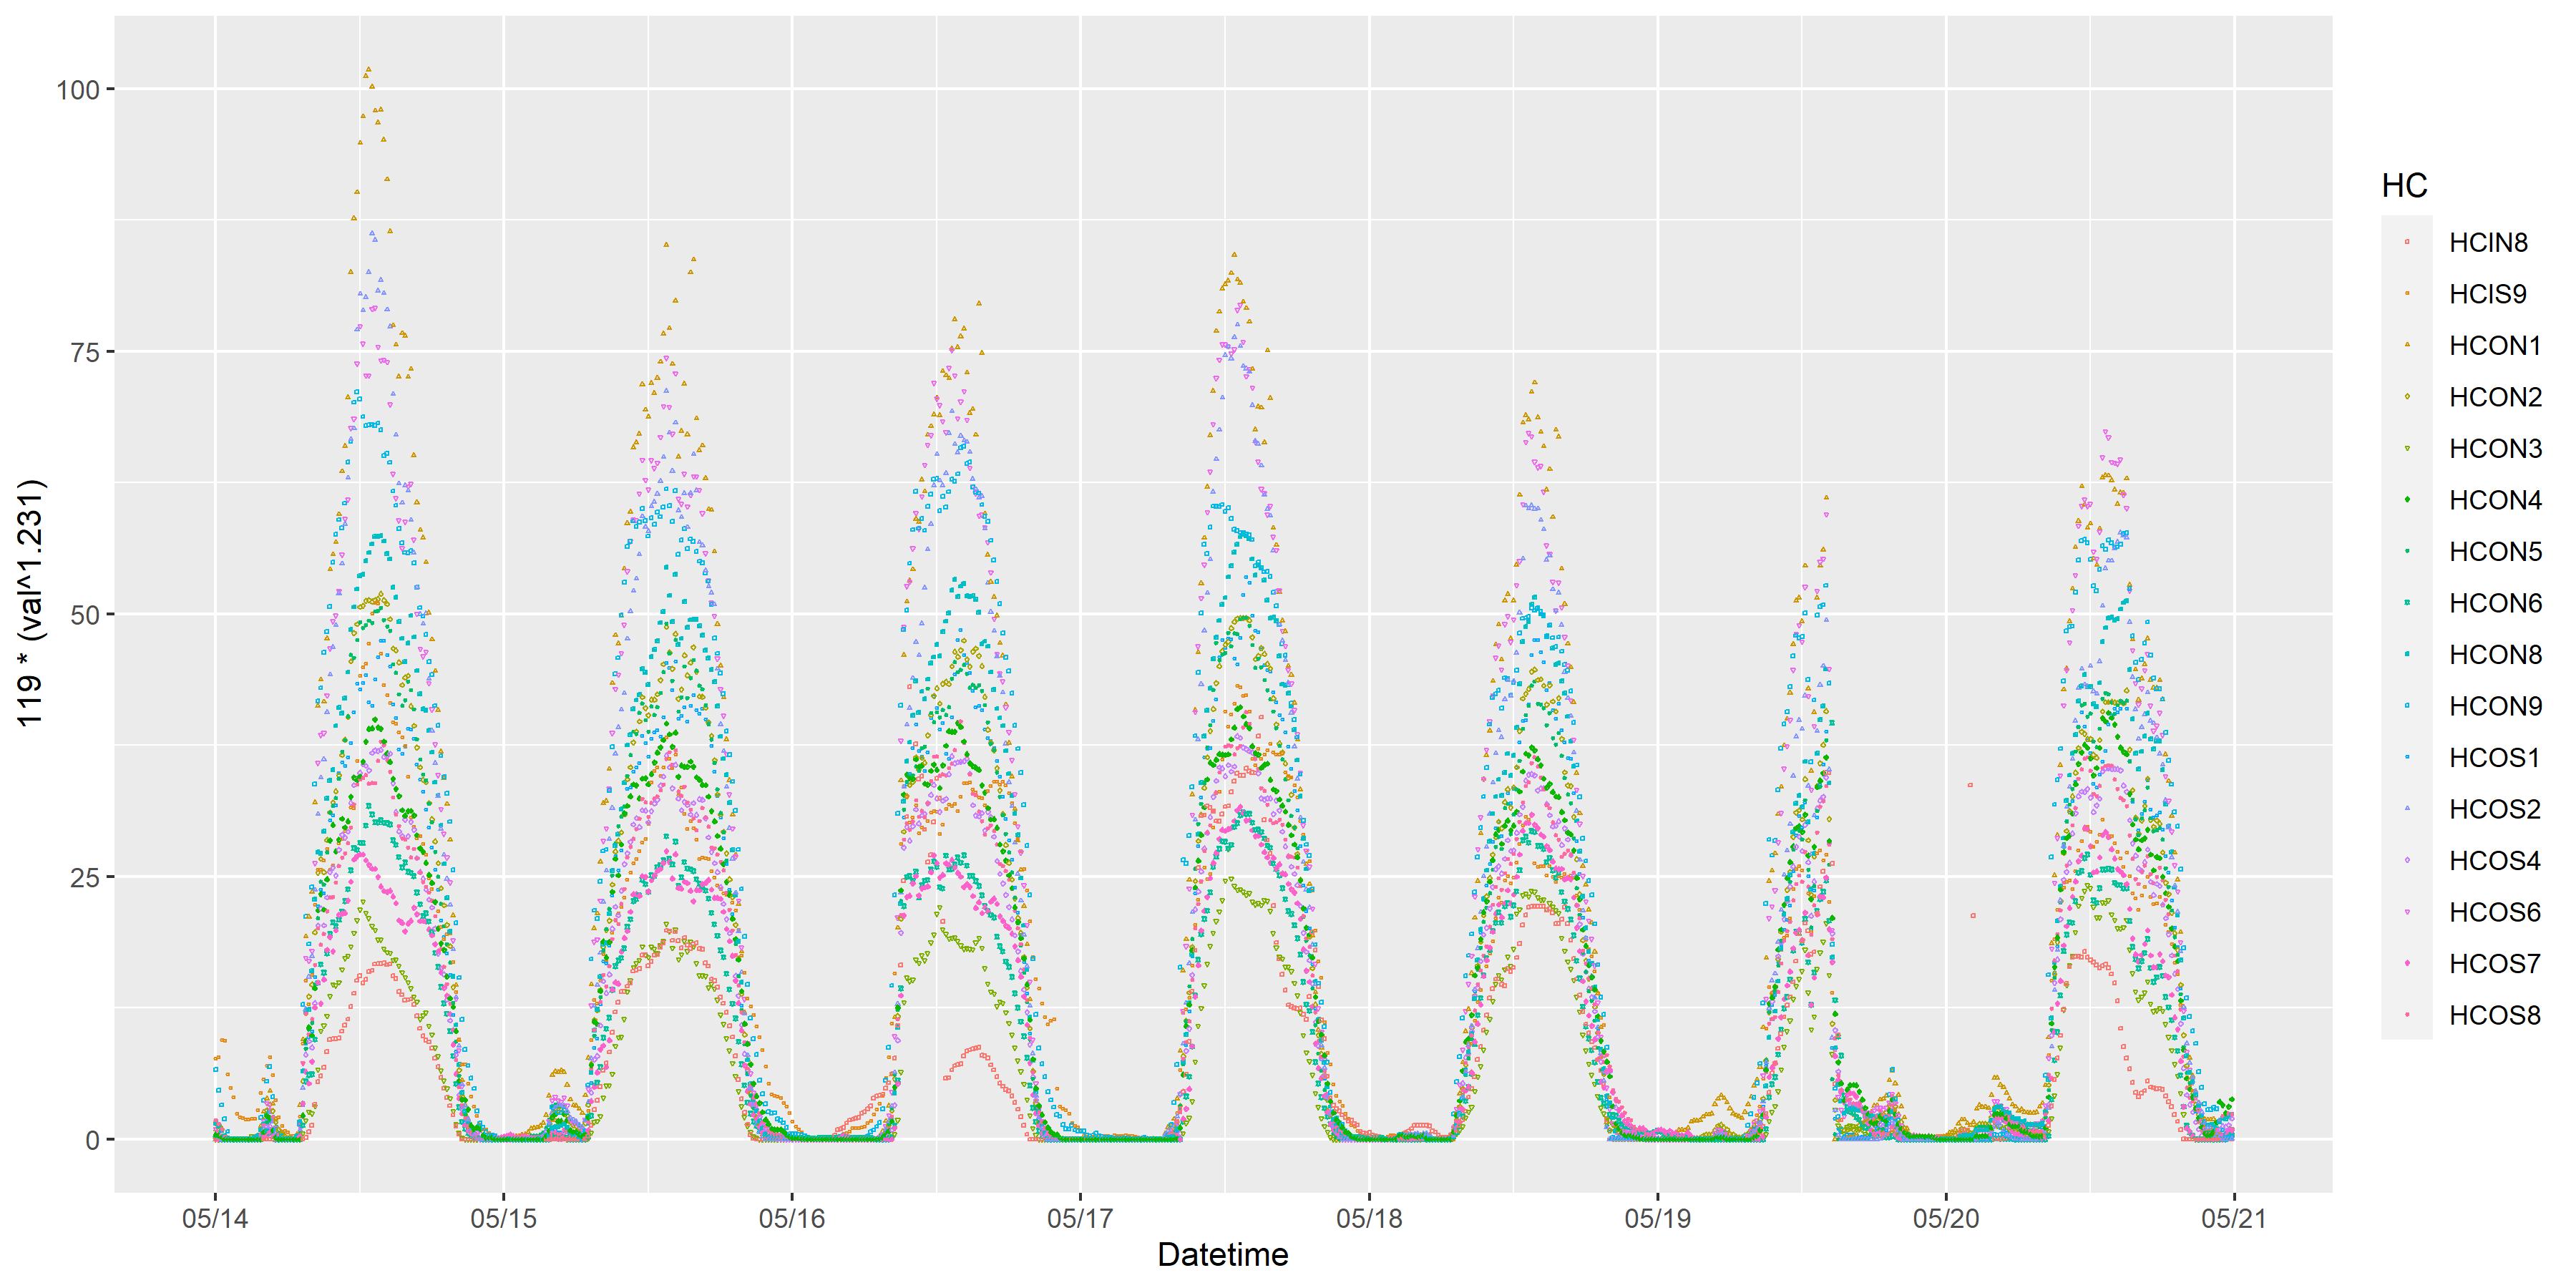 100
75
50
25
0
119 * (val^1.231)
05/14 05/15 05/16 05/17 05/18 05/19 05/20 05/21
Datetime
HC
HCIN8
HCIS9
HCON1
HCON2
HCON3
HCON4
HCON5
HCON6
HCON8
HCON9
HCOS1
HCOS2
HCOS4
HCOS6
HCOS7
HCOS8